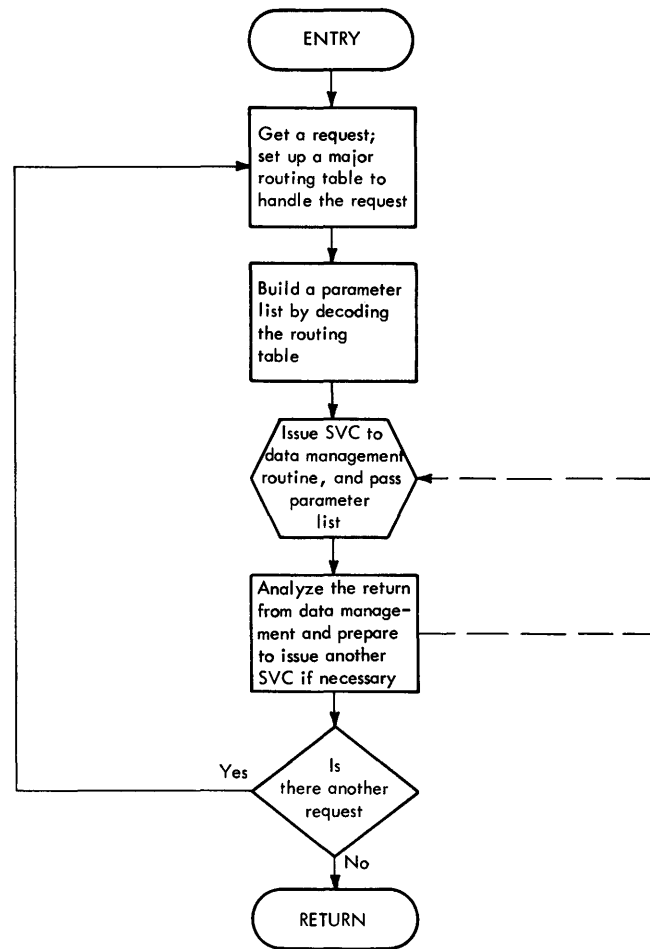 ENTRY
Get a request;
set up a major
routing table to
handle the request
Build a parameter
list by decoding
the routing
table
Issue SVC to
data management
routine, and pass
parameter
list
Analyze the return
from data manage-
ment and prepare
to issue another
SVC if necessary
Yes
Is
there another
request
No
RETURN